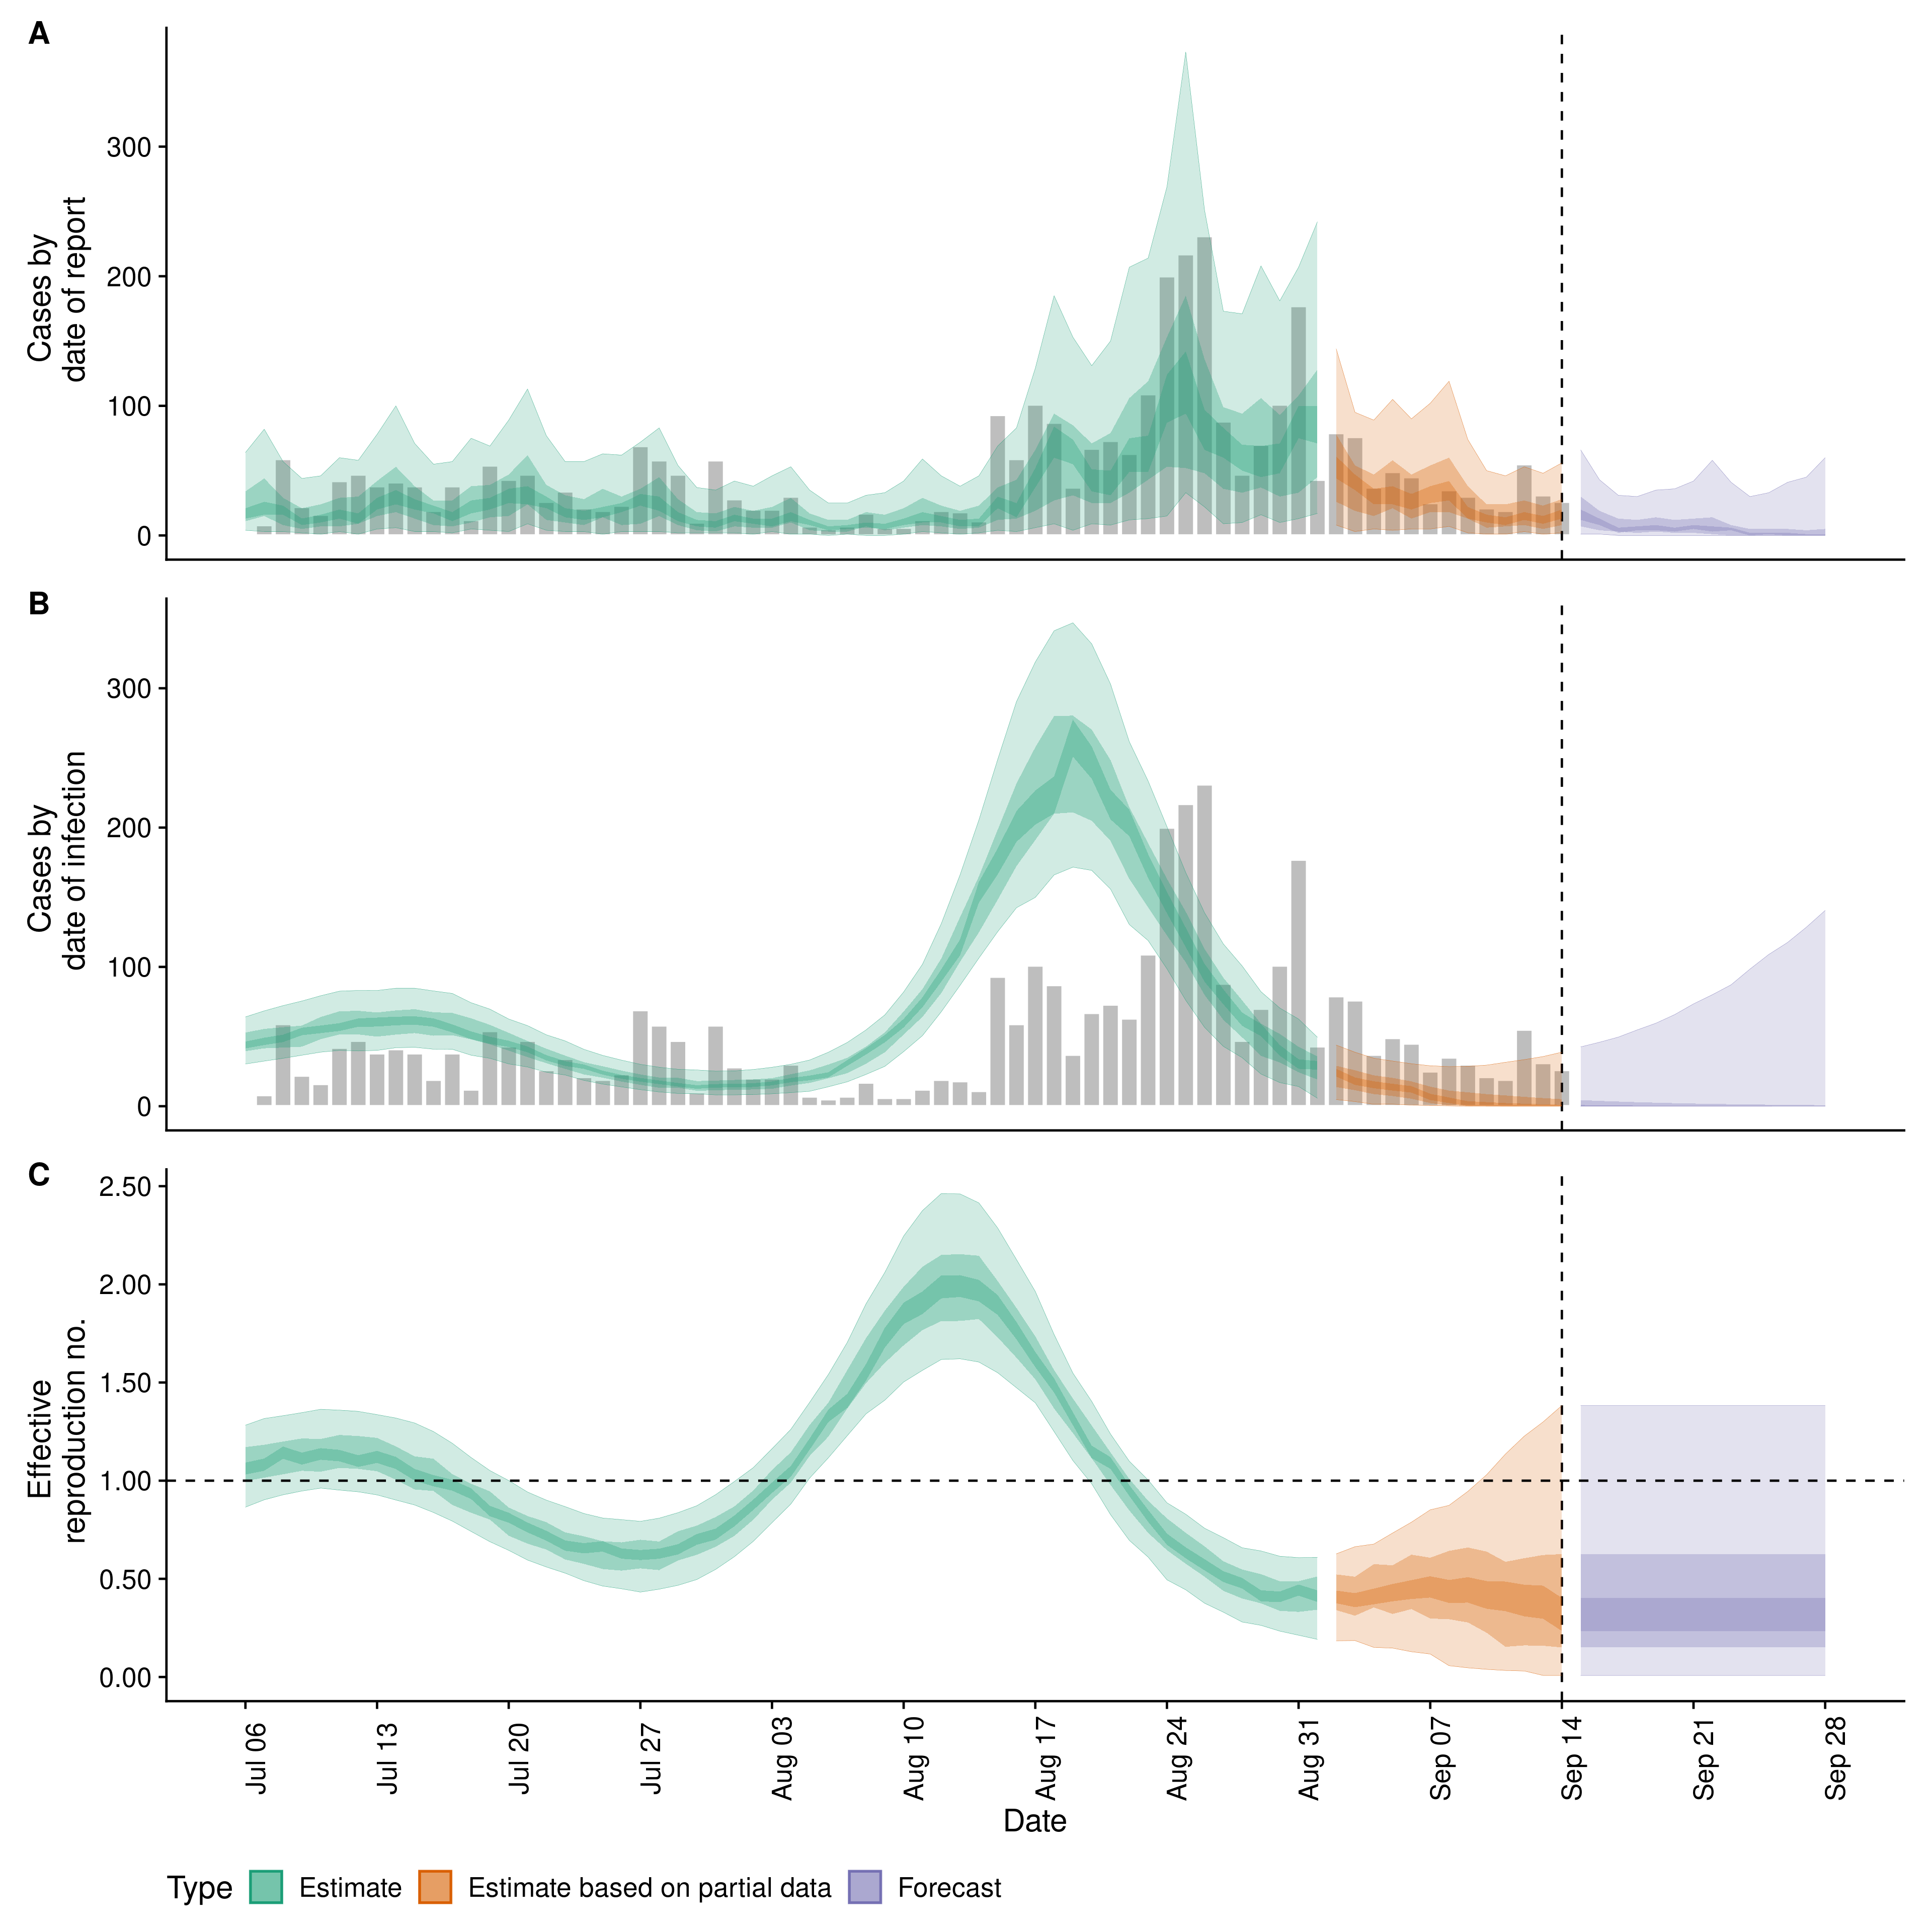 A
Cases by
date of report
300
200
100
0
B
Cases by
date of infection
300
200
100
0
C
Effective
reproduction no.
2.50
2.00
1.50
1.00
0.50
0.00
Jul 06
Jul 13
Jul 20
Jul 27
Aug 03
Aug 10
Aug 17
Aug 24
Aug 31
Sep 07
Sep 14
Sep 21
Sep 28
Date
Type Estimate Estimate based on partial data Forecast